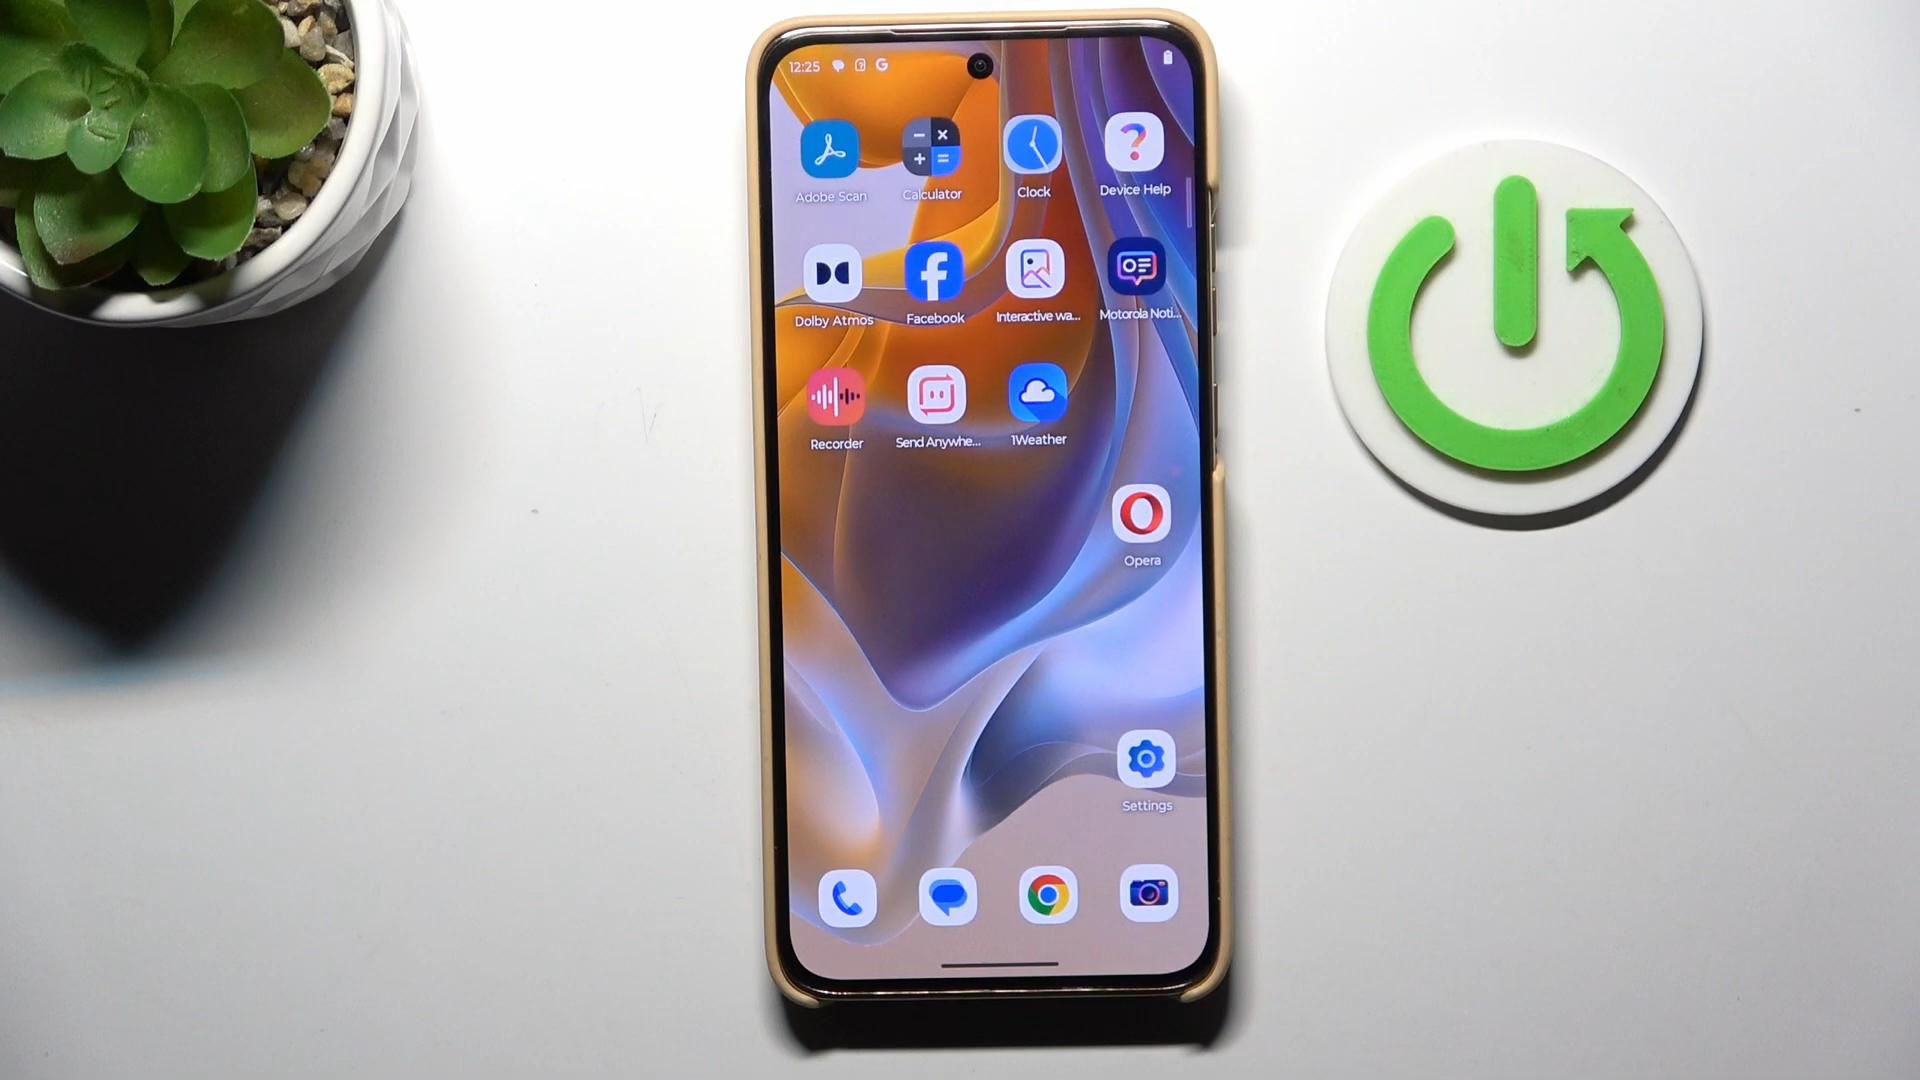 12:25
Adobe Scan Calculator Clock Device Help
Dolby Atmos Facebook Interactive wa... Motorola Noti...
Recorder Send Anywhe... 1Weather
Opera
Settings